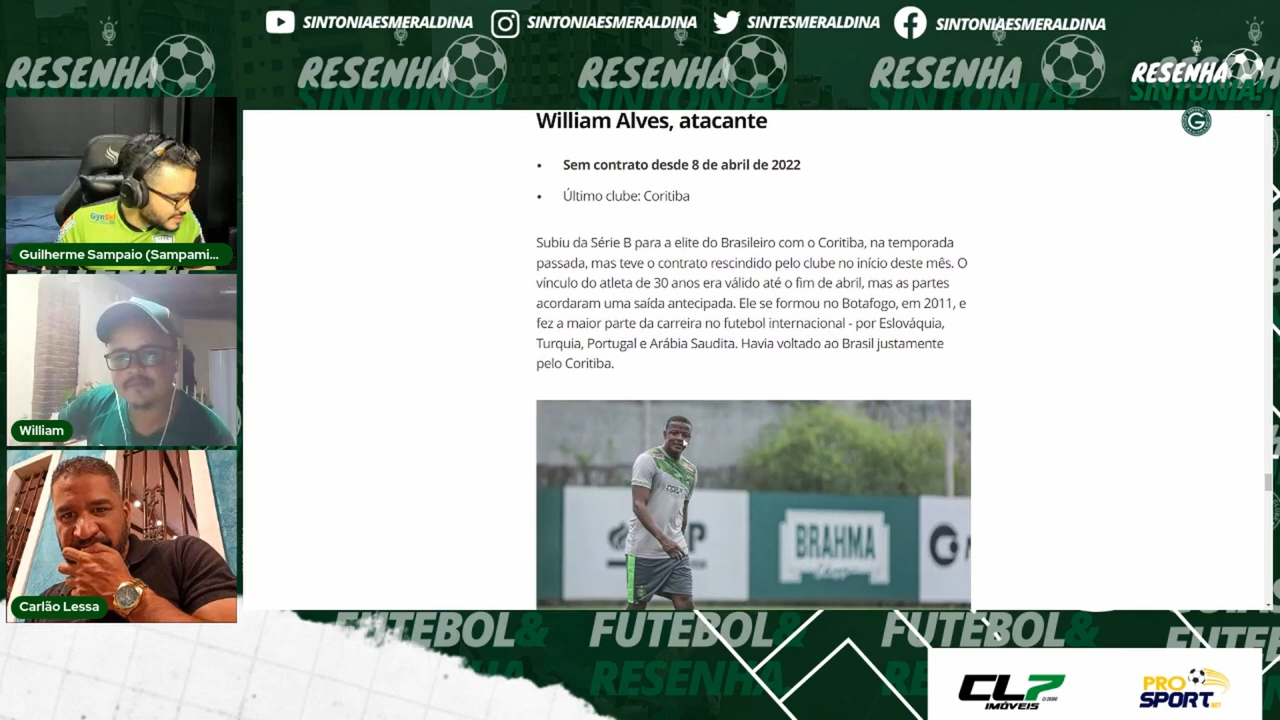 SINTONIAESMERALDINA
SINTONIAESMERALDINA
SINTESMERALDINA
SINTONIAESMERALDINA
RESENHA
RESENHA
RESENHA
RESENHA
RESENHA
SINTONIA!
William Alves, atacante
• Sem contrato desde 8 de abril de 2022
• Último clube: Coritiba
Subiu da Série B para a elite do Brasileiro com o Coritiba, na temporada
passada, mas teve o contrato rescindido pelo clube no início deste mês. O
vínculo do atleta de 30 anos era válido até o fim de abril, mas as partes
acordaram uma saída antecipada. Ele se formou no Botafogo, em 2011, e
fez a maior parte da carreira no futebol internacional - por Eslováquia,
Turquia, Portugal e Arábia Saudita. Havia voltado ao Brasil justamente
pelo Coritiba.
BRAHMA
Guilherme Sampaio (Sampami...
William
Carlão Lessa
FUTEBOL&
FUTEBOL&
FUTEBOL&
RESENHA
CL7
IMÓVEIS
PRO
SPORT